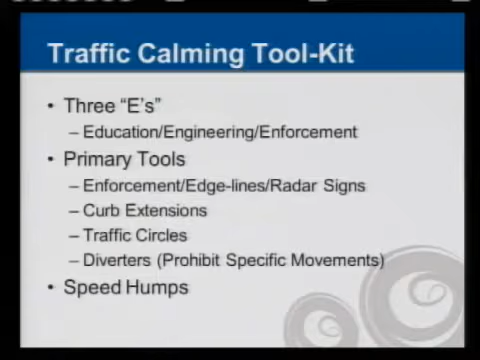 Traffic Calming Tool-Kit
• Three “E’s”
– Education/Engineering/Enforcement
• Primary Tools
– Enforcement/Edge-lines/Radar Signs
– Curb Extensions
– Traffic Circles
– Diverters (Prohibit Specific Movements)
• Speed Humps